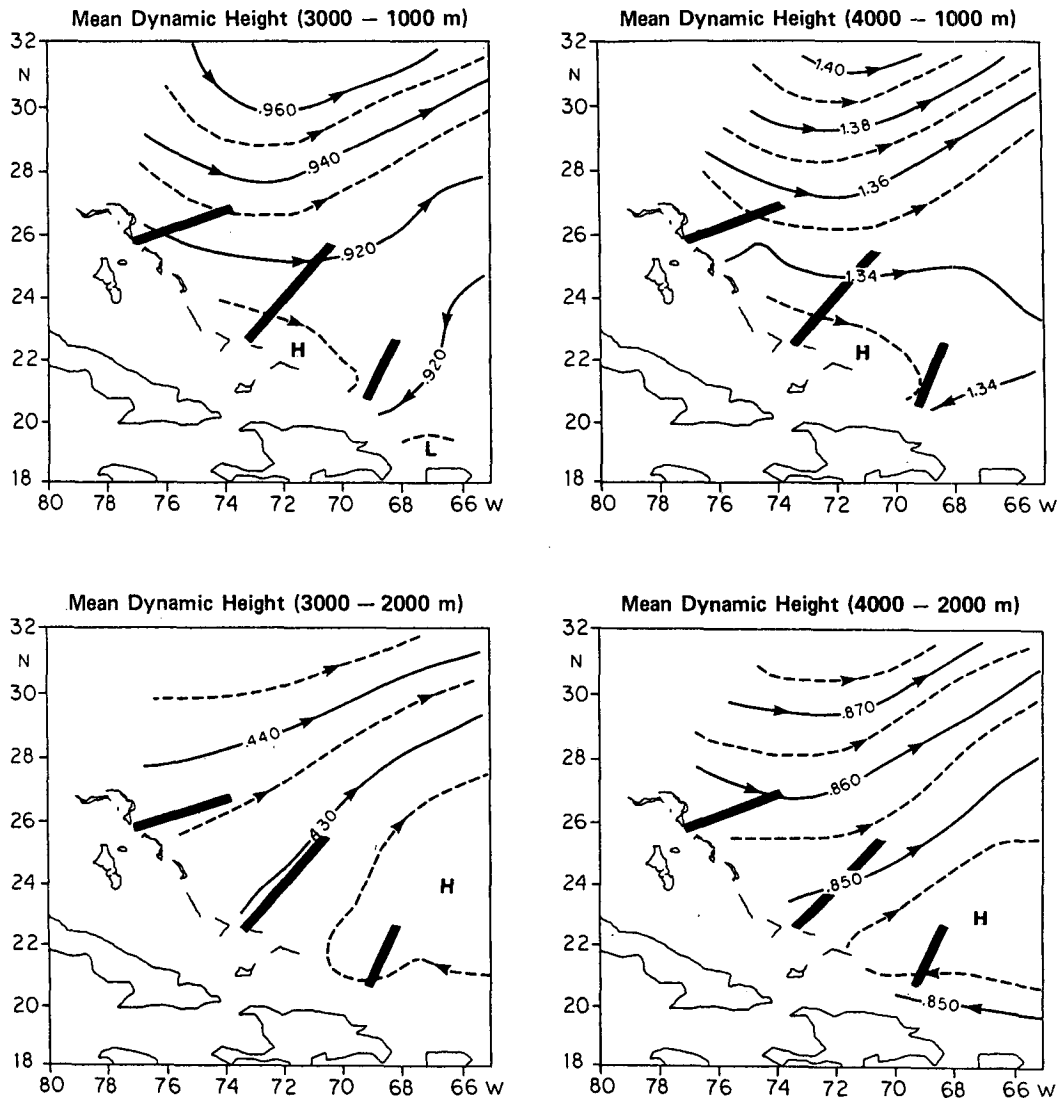 Mean Dynamic Height (3000 – 1000 m)
32
N
30
28
26
24
22
20
18
80 78 76 74 72 70 68 66 W
.960
.940
.920
.920
H
L
Mean Dynamic Height (4000 – 1000 m)
32
N
30
28
26
24
22
20
18
80 78 76 74 72 70 68 66 W
1.40
1.38
1.36
1.34
1.34
H
Mean Dynamic Height (3000 – 2000 m)
32
N
30
28
26
24
22
20
18
80 78 76 74 72 70 68 66 W
.440
.430
H
Mean Dynamic Height (4000 – 2000 m)
32
N
30
28
26
24
22
20
18
80 78 76 74 72 70 68 66 W
.870
.860
.850
.850
H